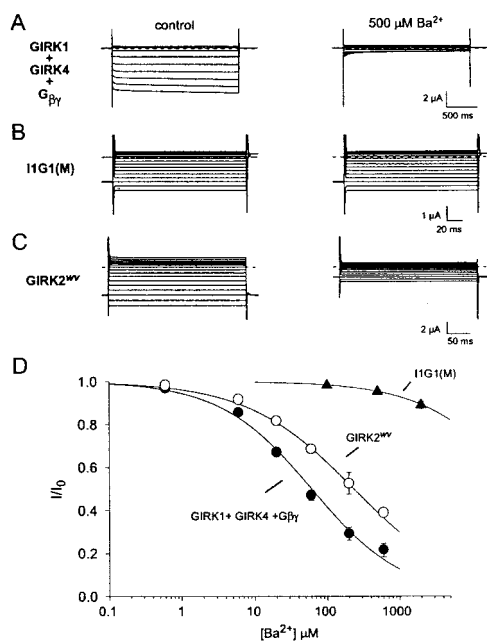 A
control
500 µM Ba²⁺
GIRK1
+
GIRK4
+
Gβγ
2 µA
500 ms
B
I1G1(M)
1 µA
20 ms
C
GIRK2ʷᵛ
2 µA
50 ms
D
1.0
0.8
0.6
0.4
0.2
0.0
I/I₀
I1G1(M)
GIRK2ʷᵛ
GIRK1+ GIRK4 +Gβγ
0.1
1
10
100
1000
[Ba²⁺] µM